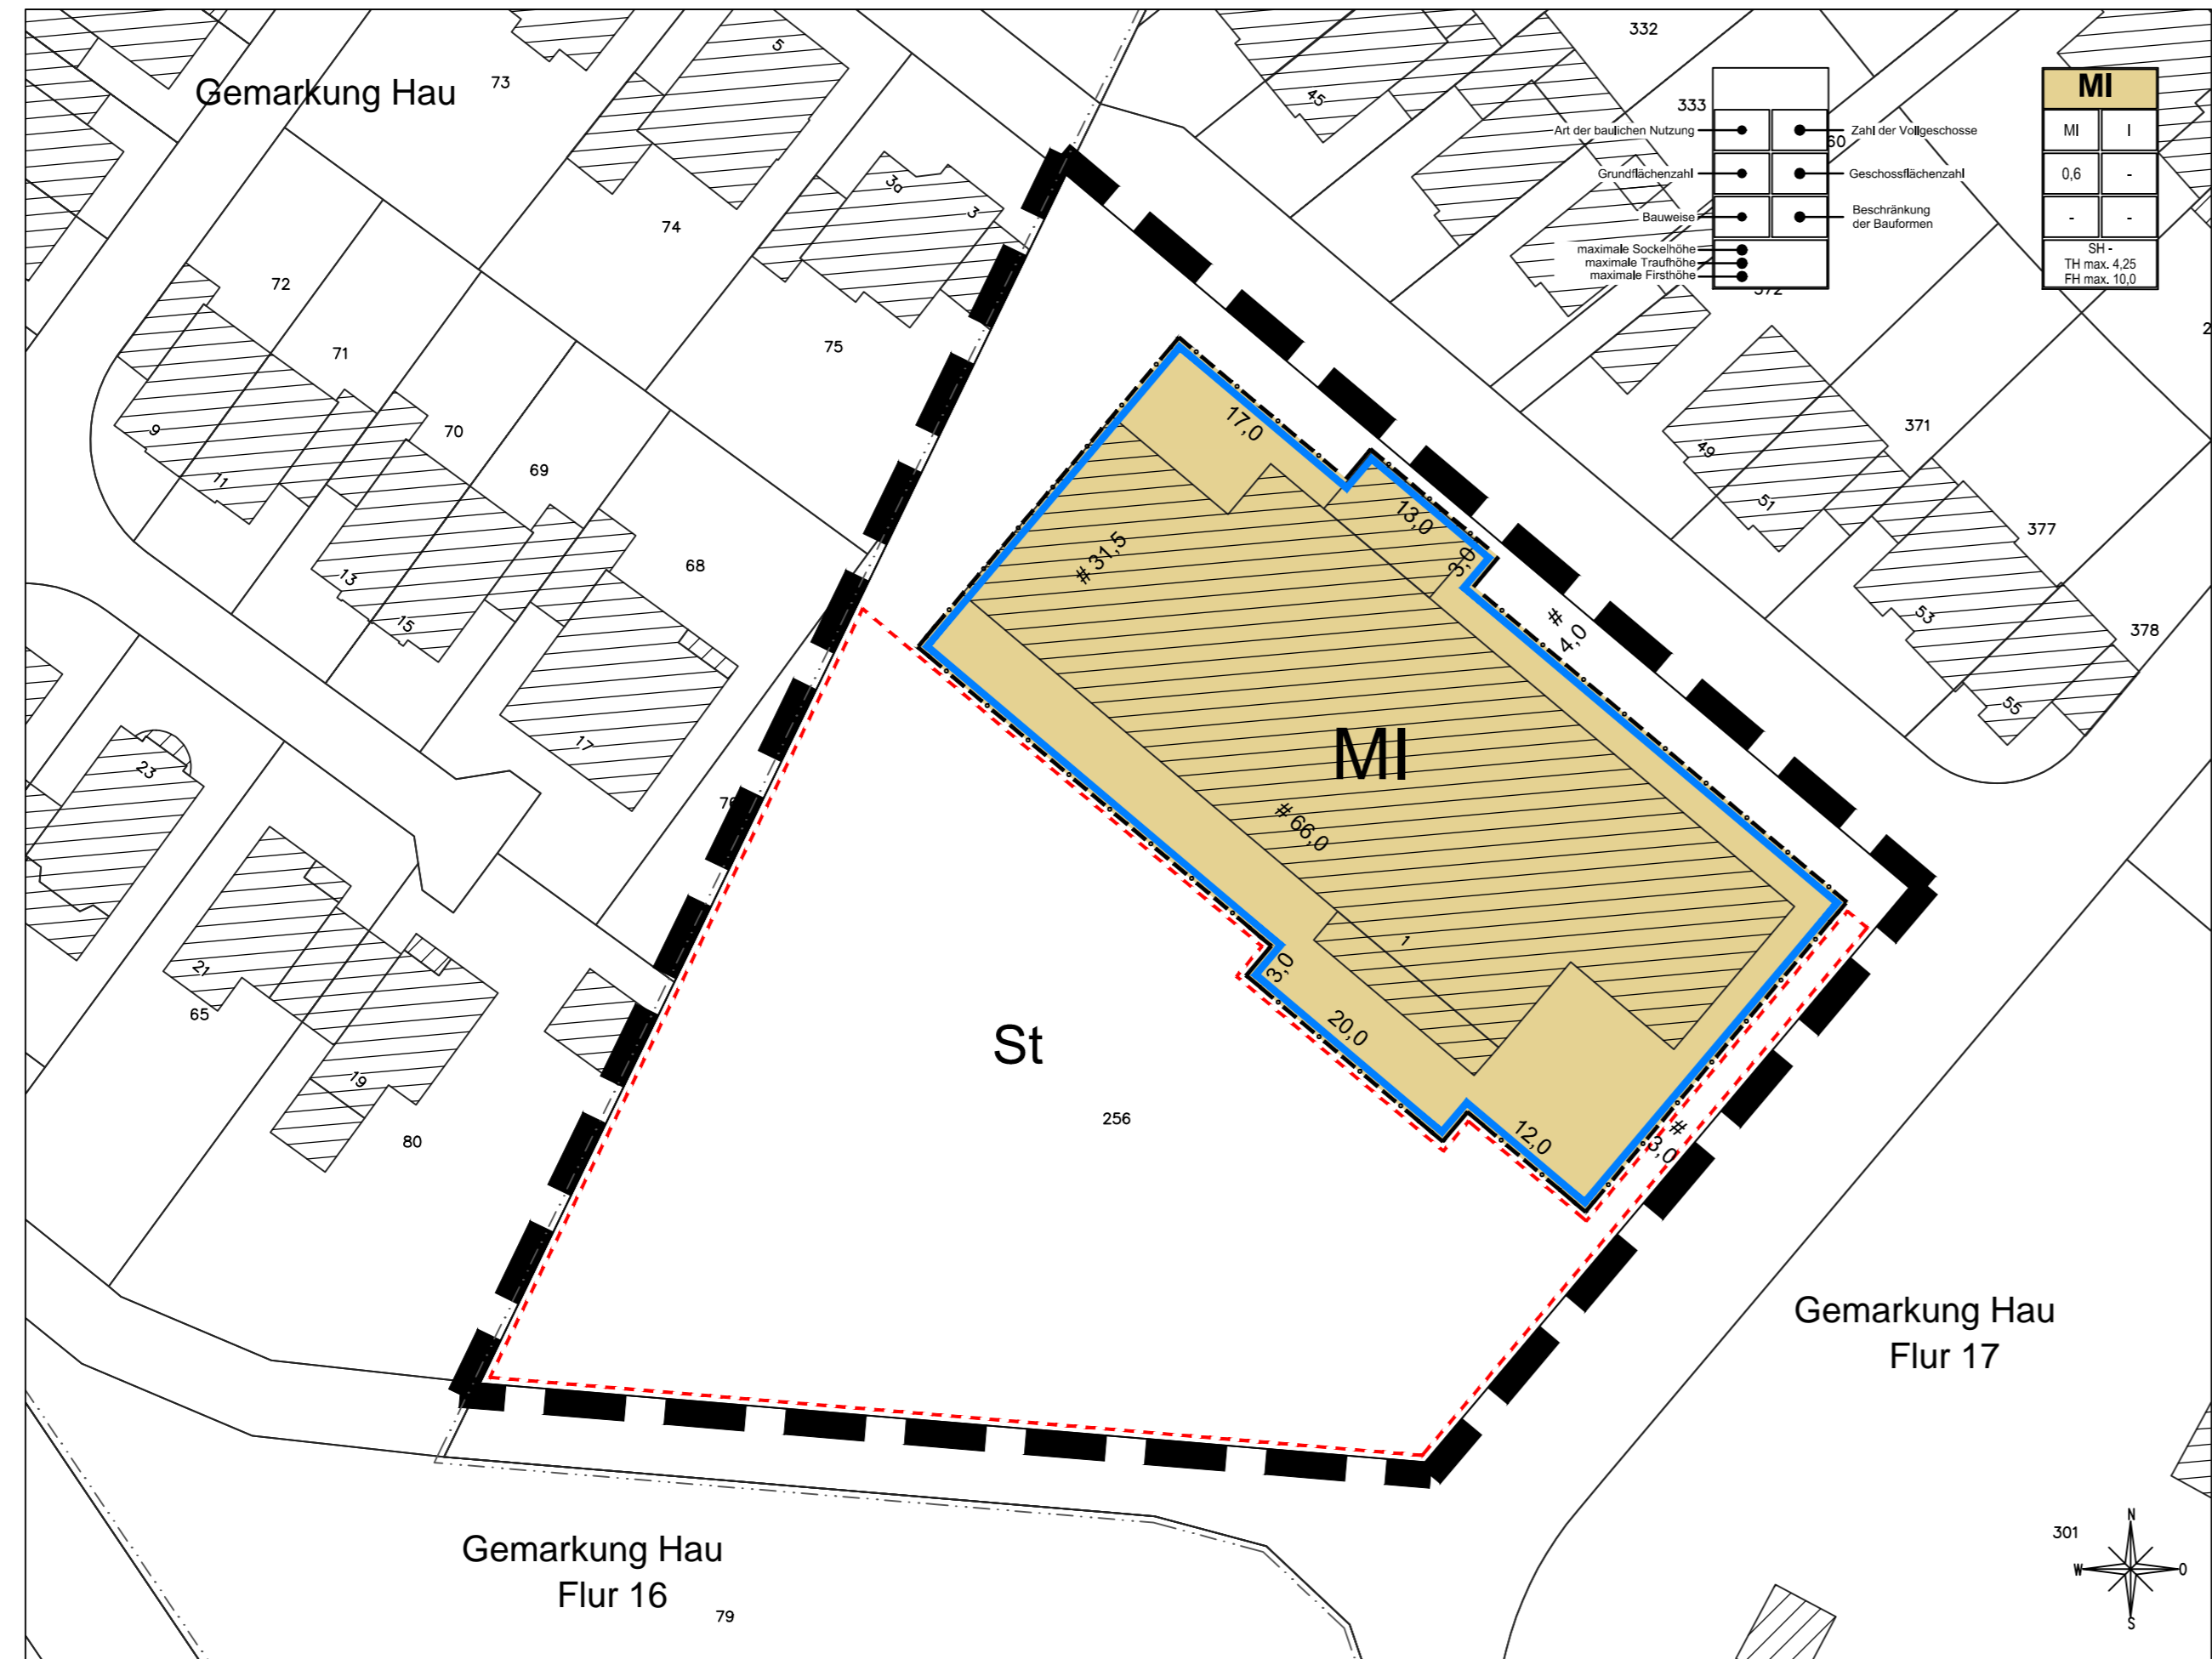 Gemarkung Hau
73
5
332
45
333
60
372
Art der baulichen Nutzung
Zahl der Vollgeschosse
Grundflächenzahl
Geschossflächenzahl
Bauweise
Beschränkung
der Bauformen
maximale Sockelhöhe
maximale Traufhöhe
maximale Firsthöhe
MI
MI I
0,6 -
- -
SH -
TH max. 4,25
FH max. 10,0
3a
3
74
72
71
75
2
9
11
70
69
17,0
13,0
3,0
49
371
51
377
# 31,5
13
15
68
#
4,0
53
378
55
17
23
76
MI
# 66,0
1
21
65
3,0
20,0
St
19
80
256
12,0
#
3,0
Gemarkung Hau
Flur 17
Gemarkung Hau
Flur 16
79
301
N
W O
S